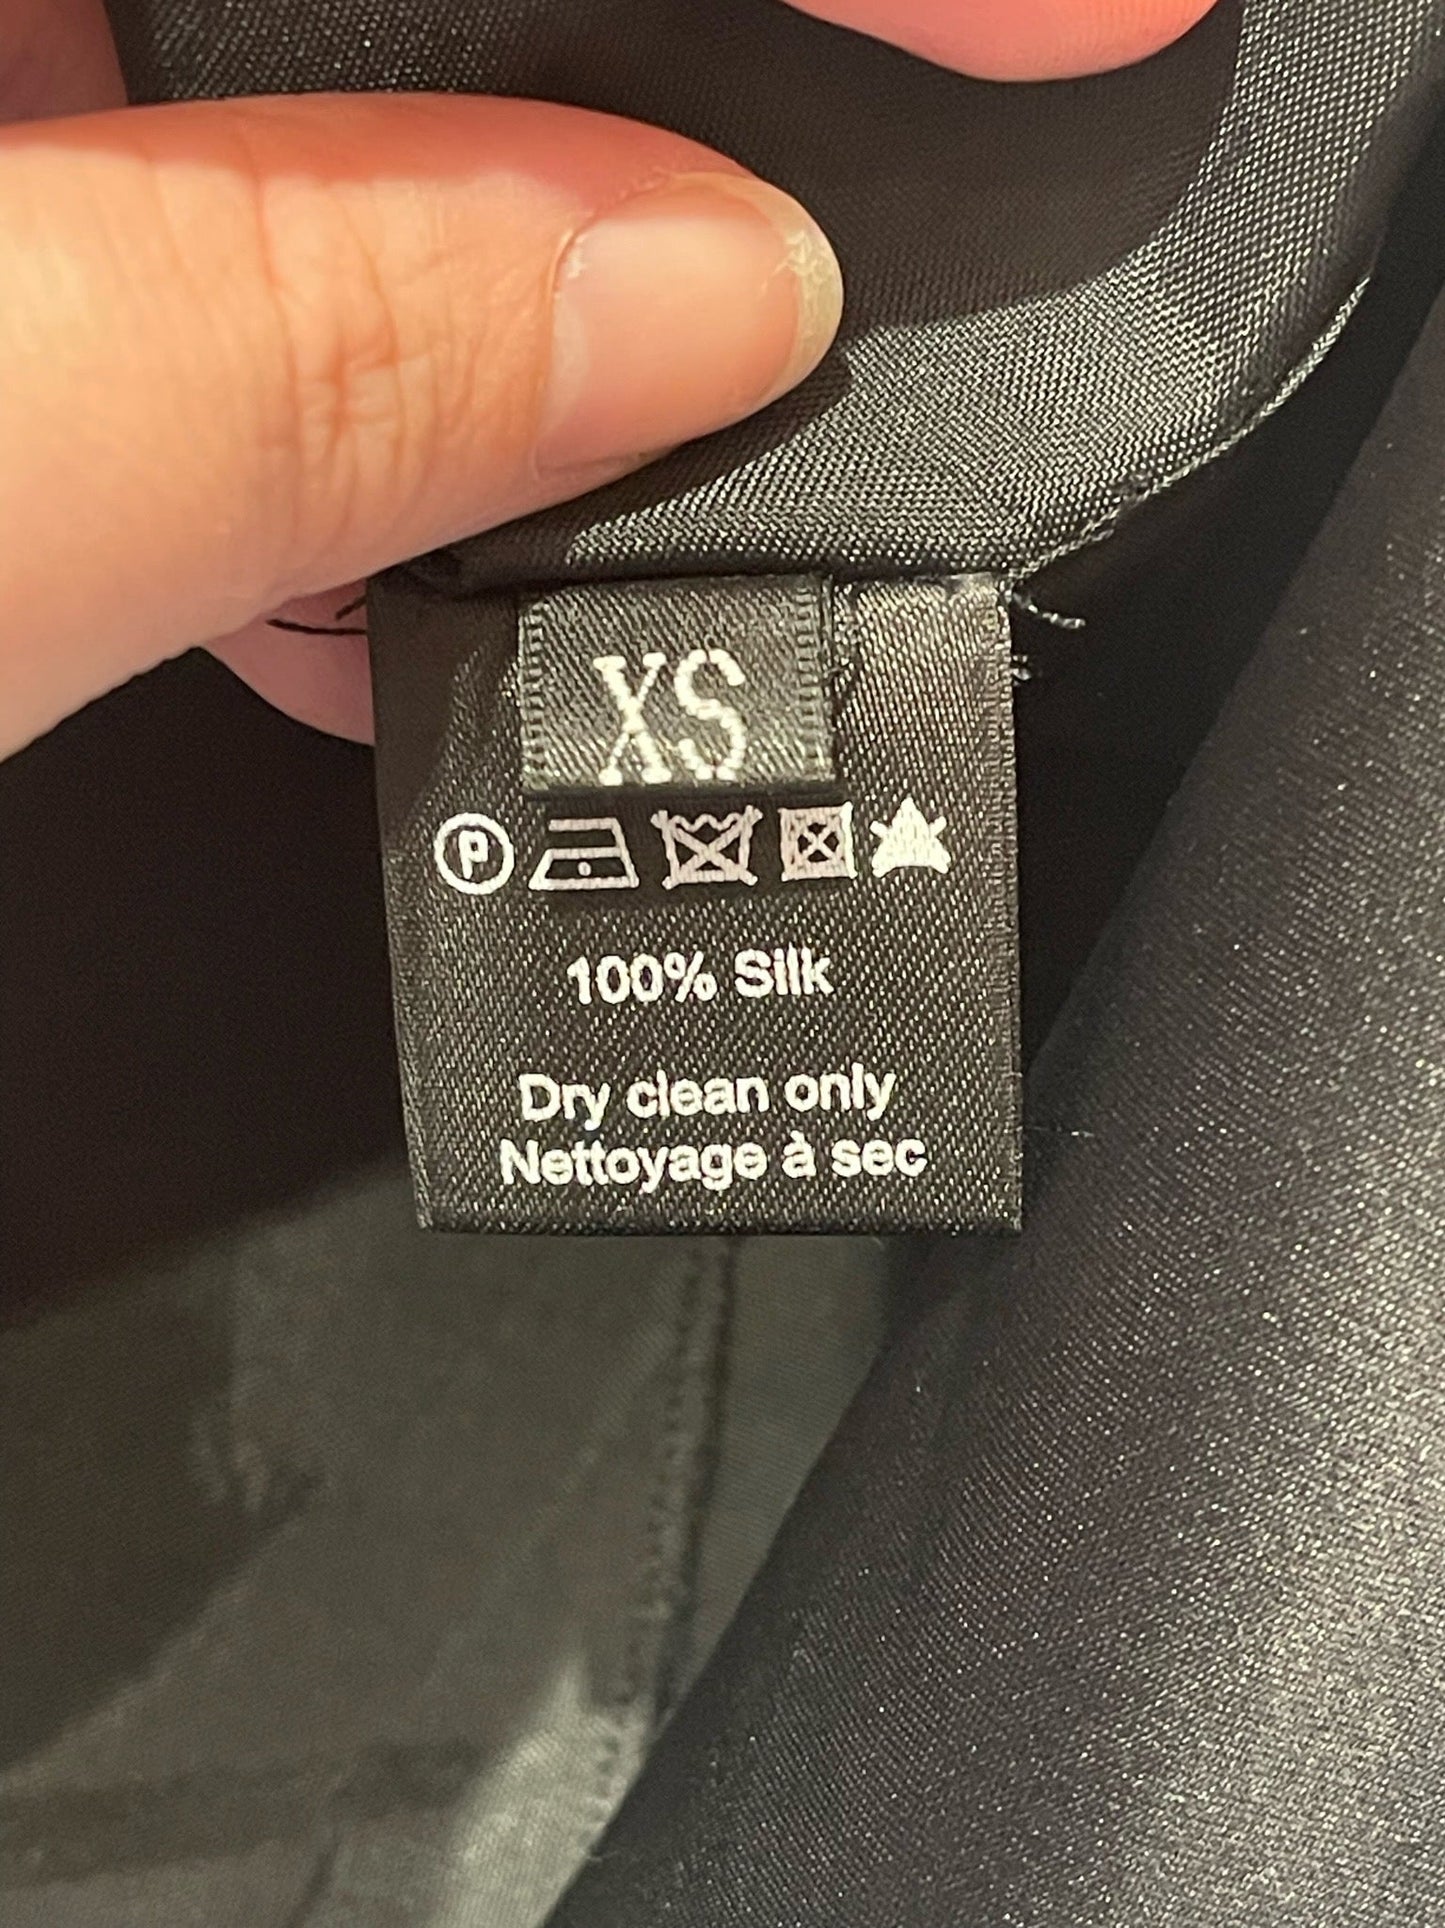 XS
P
100% Silk
Dry clean only
Nettoyage à sec